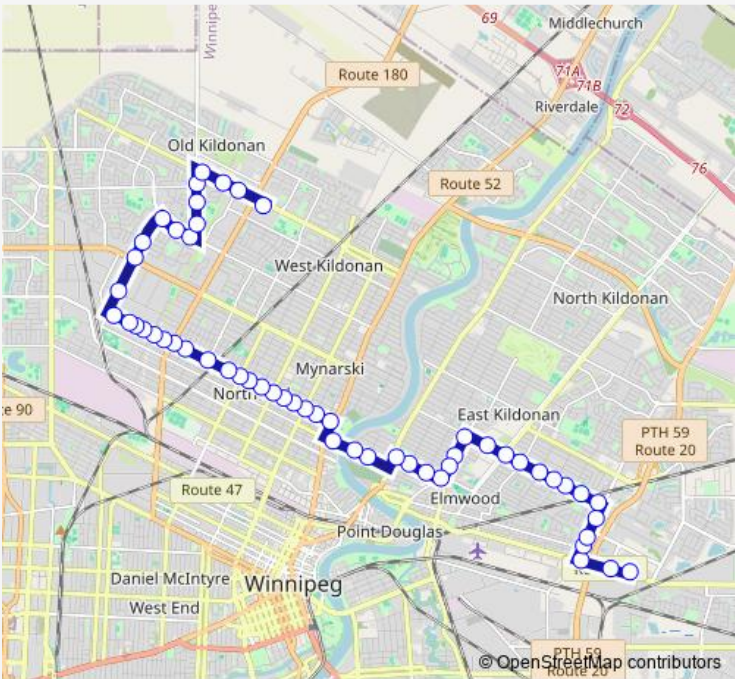 Middlechurch
69
Winnipeg
Route 180
71A
71B
Riverdale
72
Old Kildonan
76
Route 52
West Kildonan
North Kildonan
Mynarski
North
te 90
East Kildonan
PTH 59
Route 20
Route 47
Elmwood
Point Douglas
Daniel McIntyre
Winnipeg
West End
PTH 59
Route 20
© OpenStreetMap contributors